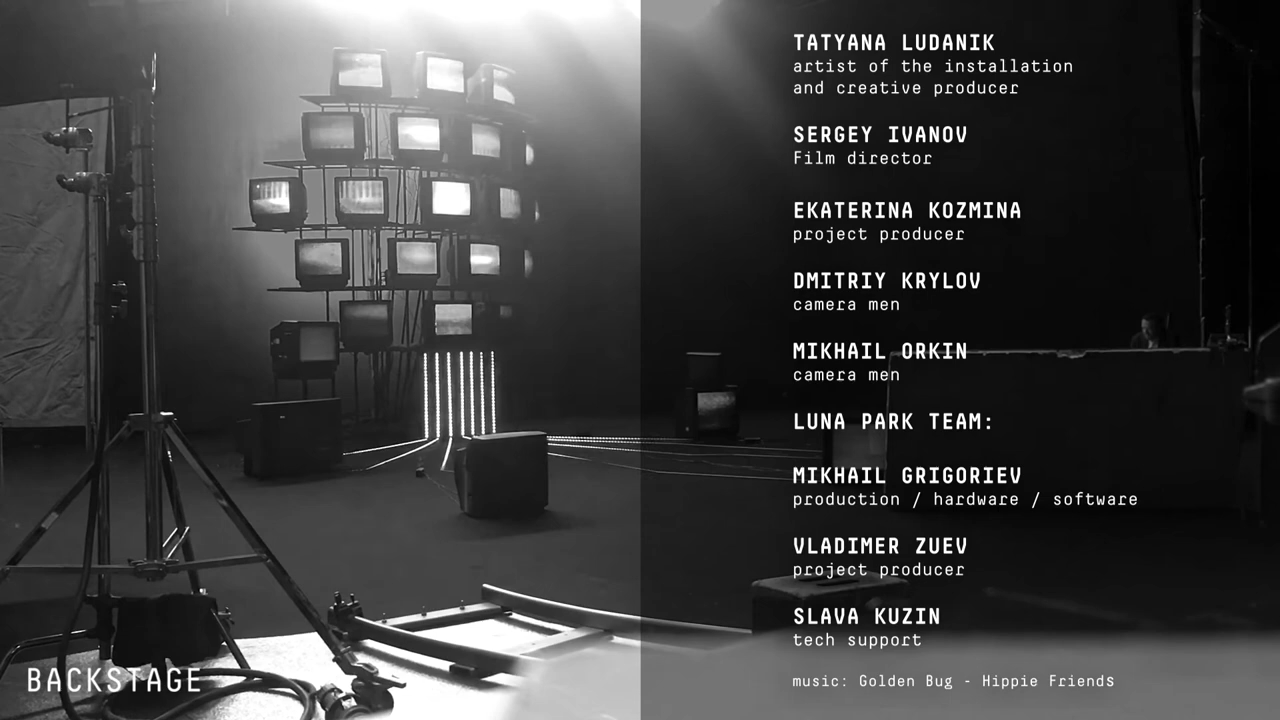 TATYANA LUDANIK
artist of the installation
and creative producer
SERGEY IVANOV
Film director
EKATERINA KOZMINA
project producer
DMITRIY KRYLOV
camera men
MIKHAIL ORKIN
camera men
LUNA PARK TEAM:
MIKHAIL GRIGORIEV
production / hardware / software
VLADIMER ZUEV
project producer
SLAVA KUZIN
tech support
music: Golden Bug - Hippie Friends
BACKSTAGE